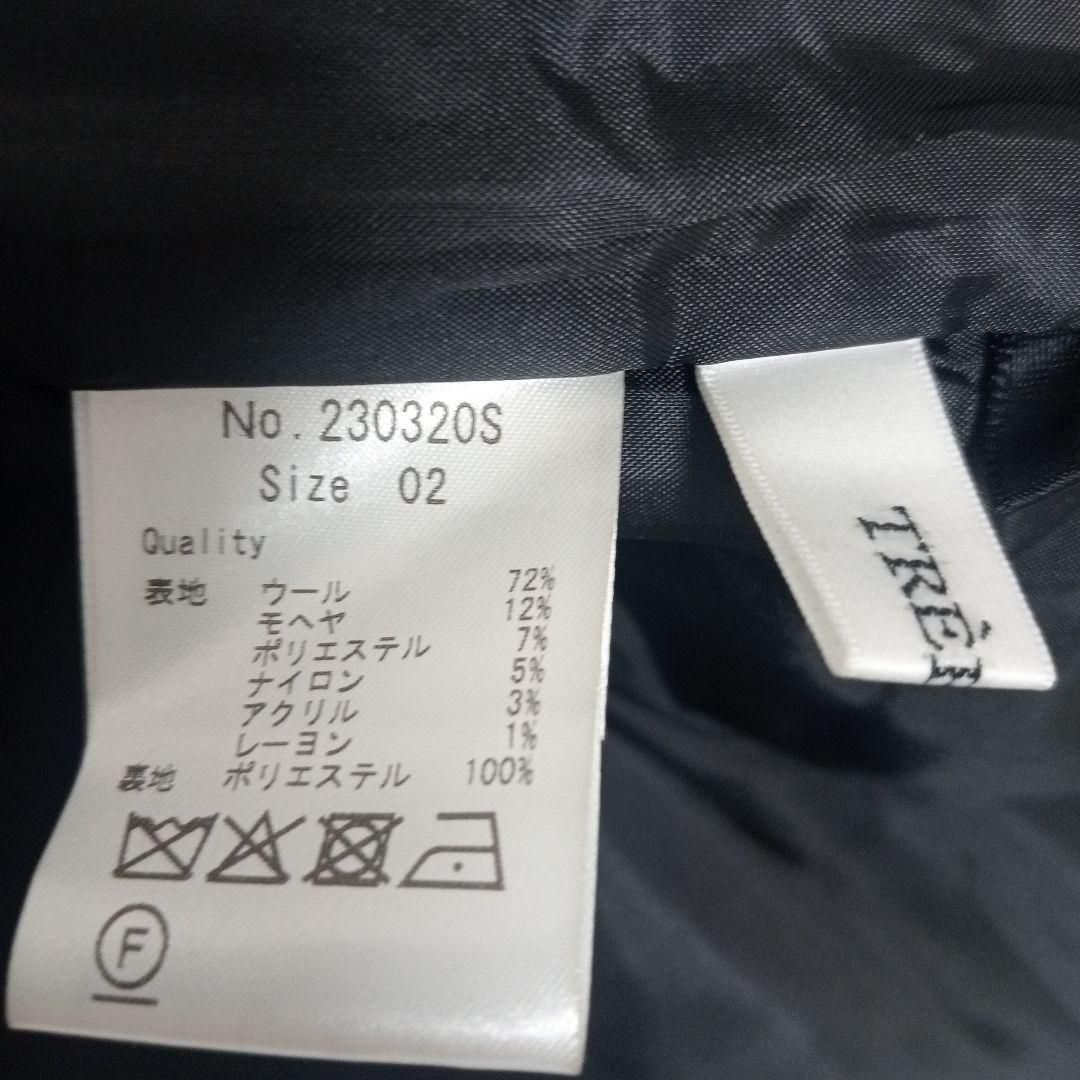 No. 230320S
Size 02
Quality
表地 ウール 72%
モヘヤ 12%
ポリエステル 7%
ナイロン 5%
アクリル 3%
レーヨン 1%
裏地 ポリエステル 100%
F
TRÈ